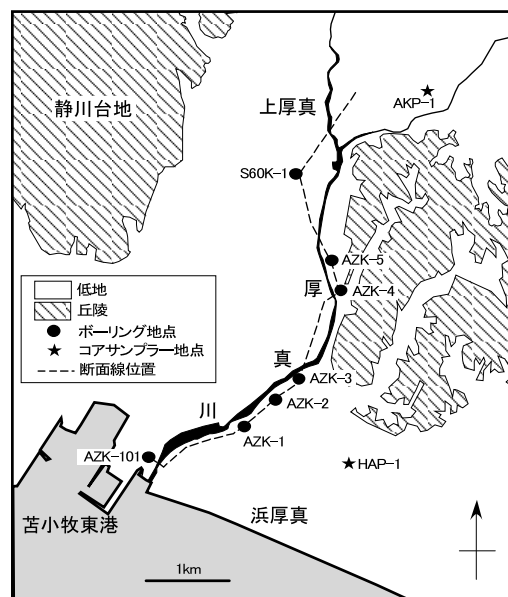 静川台地
上厚真
AKP-1
S60K-1
AZK-5
AZK-4
厚
真
川
低地
丘陵
ボーリング地点
コアサンプラー地点
断面線位置
AZK-3
AZK-2
AZK-1
AZK-101
HAP-1
苫小牧東港
浜厚真
1km